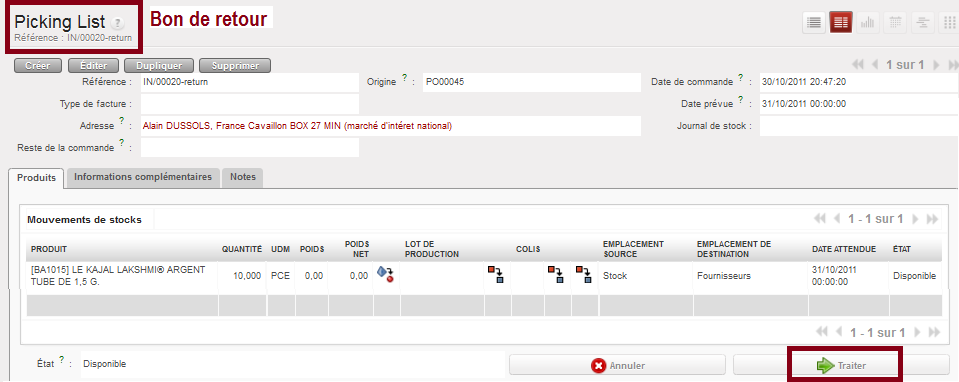 Picking List ? Bon de retour
Référence : IN/00020-return
Créer Éditer Dupliquer Supprimer 1 sur 1
Référence : IN/00020-return Origine ? : PO00045 Date de commande ? : 30/10/2011 20:47:20
Type de facture : Date prévue ? : 31/10/2011 00:00:00
Adresse ? : Alain DUSSOLS, France Cavaillon BOX 27 MIN (marché d'intéret national) Journal de stock :
Reste de la commande ? :
Produits Informations complémentaires Notes
Mouvements de stocks 1 - 1 sur 1
PRODUIT QUANTITÉ UDM POIDS POIDS NET LOT DE PRODUCTION COLIS EMPLACEMENT SOURCE EMPLACEMENT DE DESTINATION DATE ATTENDUE ÉTAT
[BA1015] LE KAJAL LAKSHMI® ARGENT TUBE DE 1,5 G. 10,000 PCE 0,00 0,00 Stock Fournisseurs 31/10/2011 00:00:00 Disponible
1 - 1 sur 1
État ? : Disponible Annuler Traiter